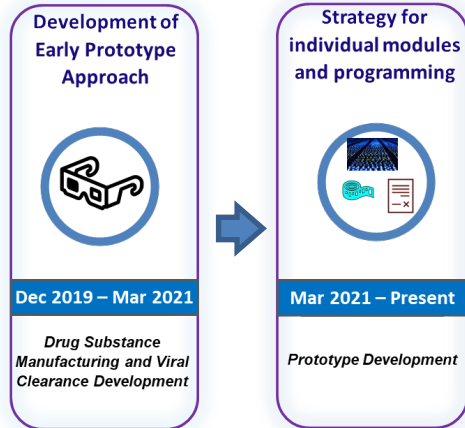 Development of
Early Prototype
Approach
Dec 2019 – Mar 2021
Drug Substance
Manufacturing and Viral
Clearance Development
Strategy for
individual modules
and programming
Mar 2021 – Present
Prototype Development